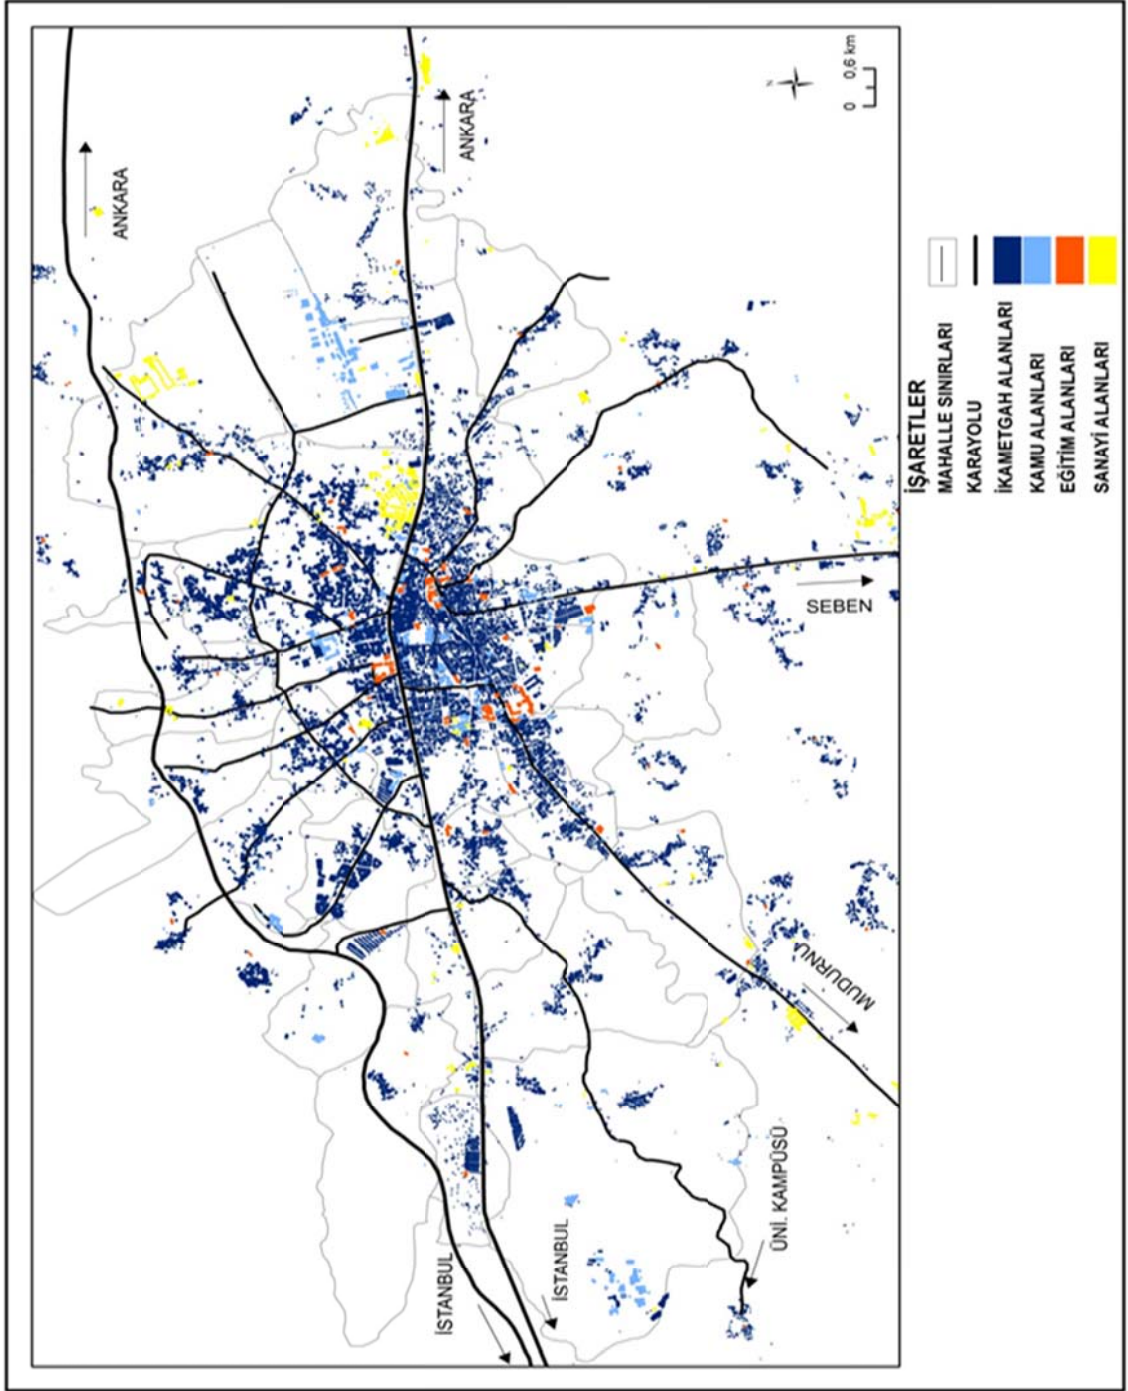 ANKARA
ANKARA
N
0 0,6 km
SEBEN
MUDURNU
ÜNİ. KAMPÜSÜ
İSTANBUL
İSTANBUL
İŞARETLER
MAHALLE SINIRLARI
KARAYOLU
İKAMETGAH ALANLARI
KAMU ALANLARI
EĞİTİM ALANLARI
SANAYİ ALANLARI